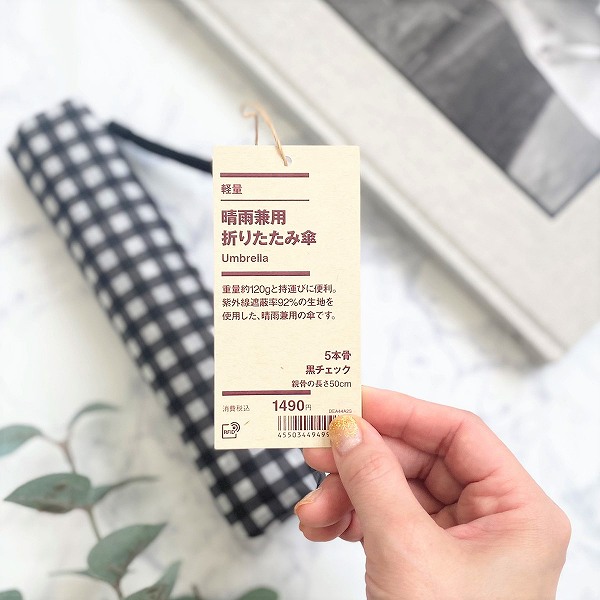 軽量
晴雨兼用
折りたたみ傘
Umbrella
重量約120gと持運びに便利。
紫外線遮蔽率92%の生地を
使用した、晴雨兼用の傘です。
5本骨
黒チェック
親骨の長さ50cm
消費税込 1490円
DEA44A2S
RFID